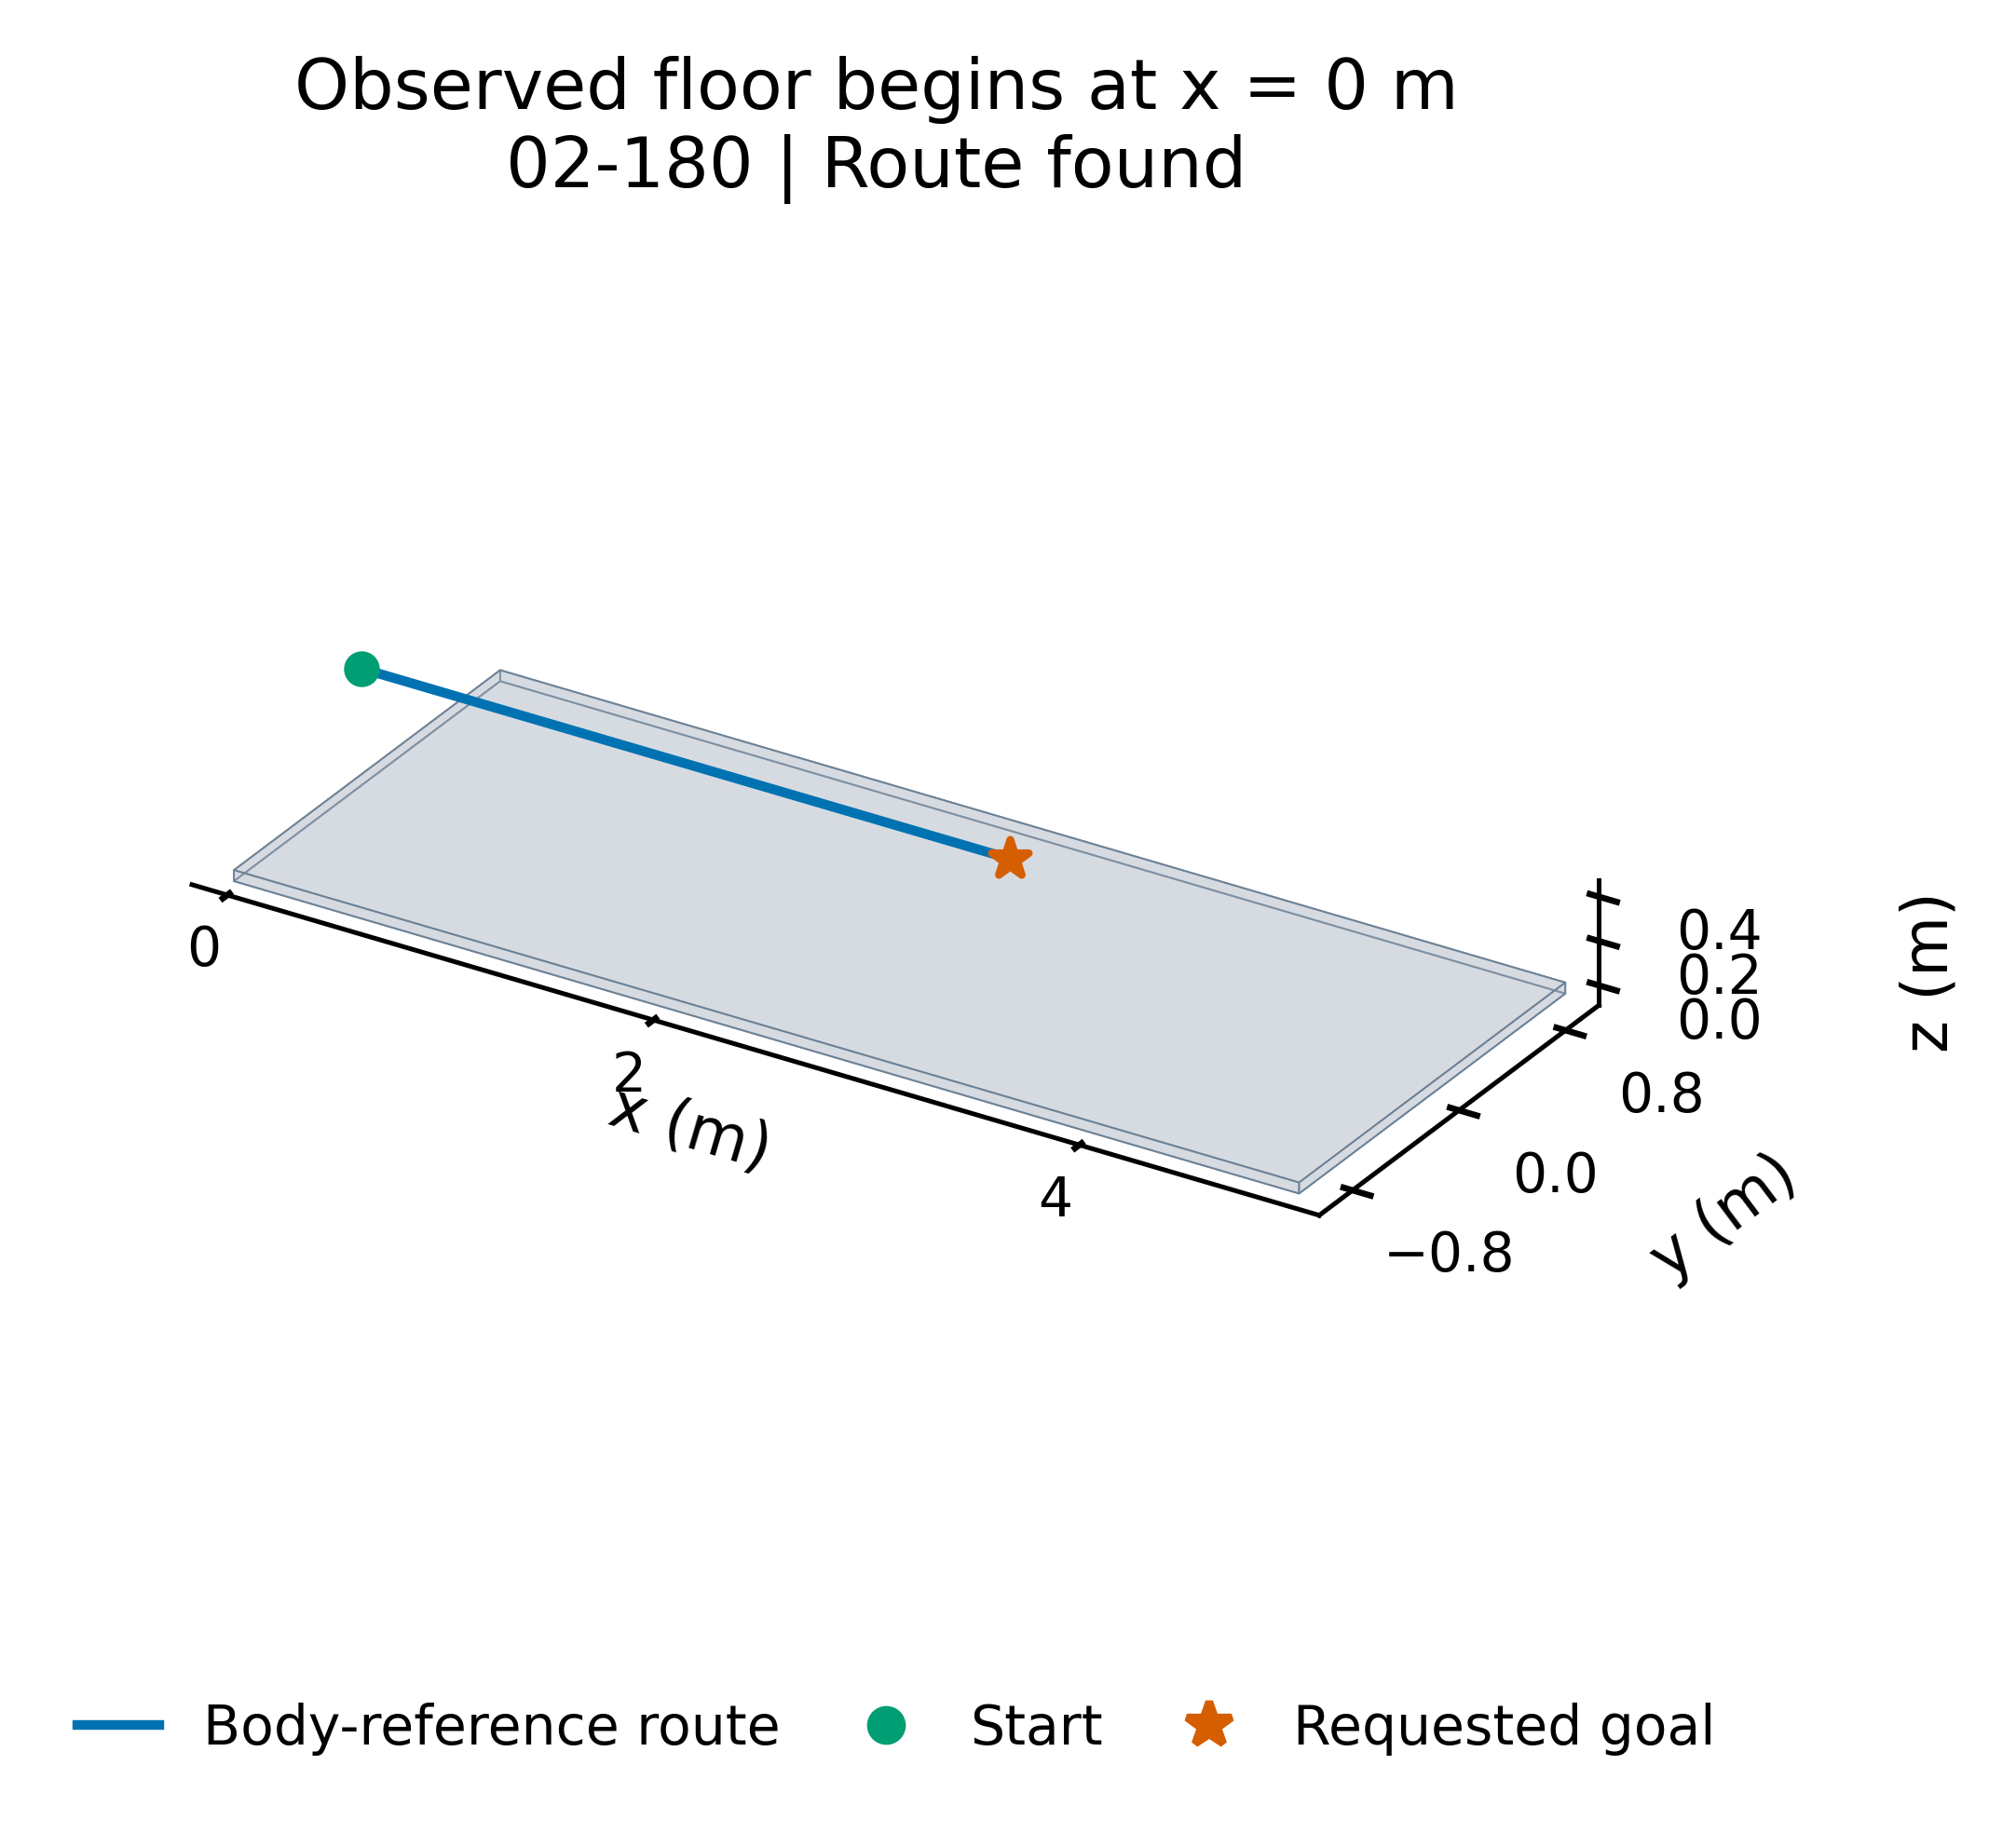 Observed floor begins at x = 0 m
02-180 | Route found
0
2
4
x (m)
−0.8
0.0
0.8
y (m)
0.0
0.2
0.4
z (m)
Body-reference route
Start
Requested goal